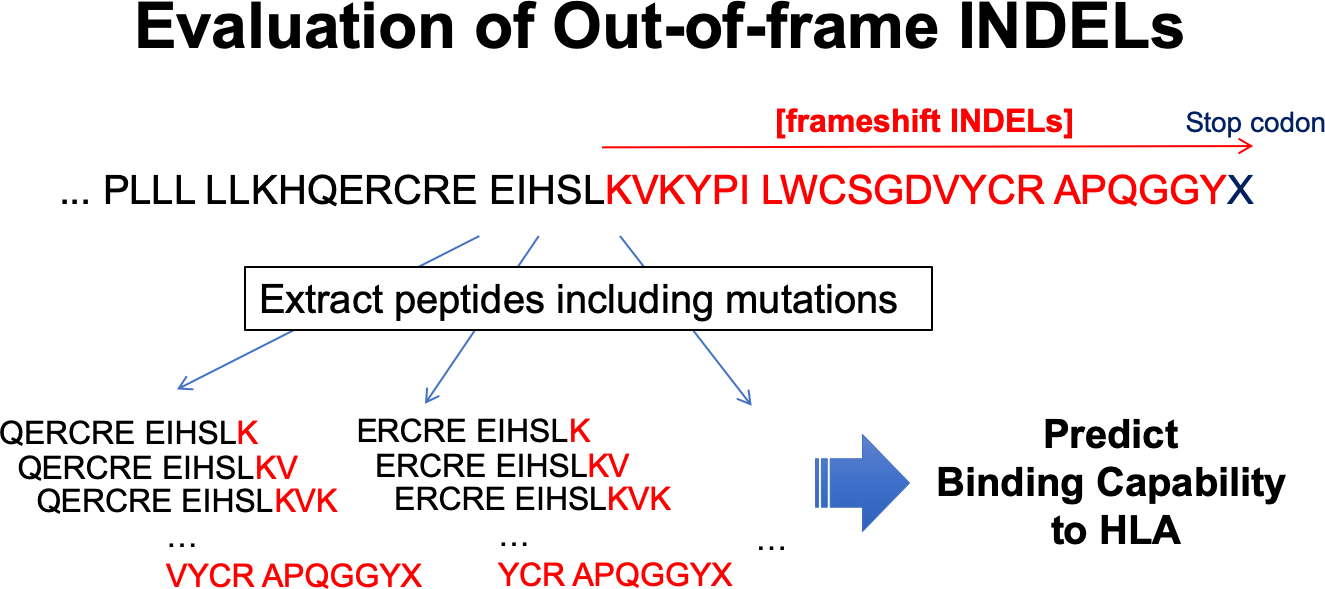 Evaluation of Out-of-frame INDELs
[frameshift INDELs]
Stop codon
... PLLL LLKHQERCRE EIHSLKVKYPI LWCSGDVYCR APQGGYX
Extract peptides including mutations
QERCRE EIHSLK
QERCRE EIHSLKV
QERCRE EIHSLKVK
...
VYCR APQGGYX
ERCRE EIHSLK
ERCRE EIHSLKV
ERCRE EIHSLKVK
...
YCR APQGGYX
...
Predict
Binding Capability
to HLA